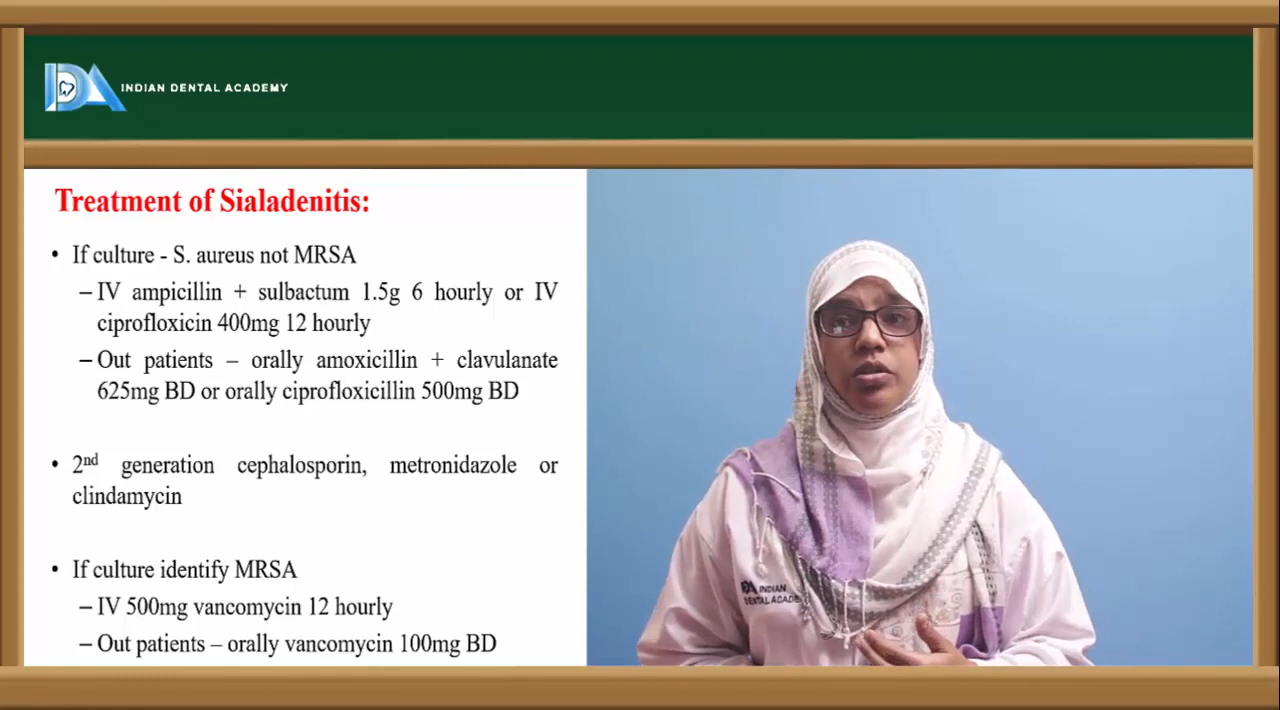 INDIAN DENTAL ACADEMY
Treatment of Sialadenitis:
• If culture - S. aureus not MRSA
– IV ampicillin + sulbactum 1.5g 6 hourly or IV
ciprofloxicin 400mg 12 hourly
– Out patients – orally amoxicillin + clavulanate
625mg BD or orally ciprofloxicillin 500mg BD
• 2nd generation cephalosporin, metronidazole or
clindamycin
• If culture identify MRSA
– IV 500mg vancomycin 12 hourly
– Out patients – orally vancomycin 100mg BD
INDIAN
DENTAL ACADE